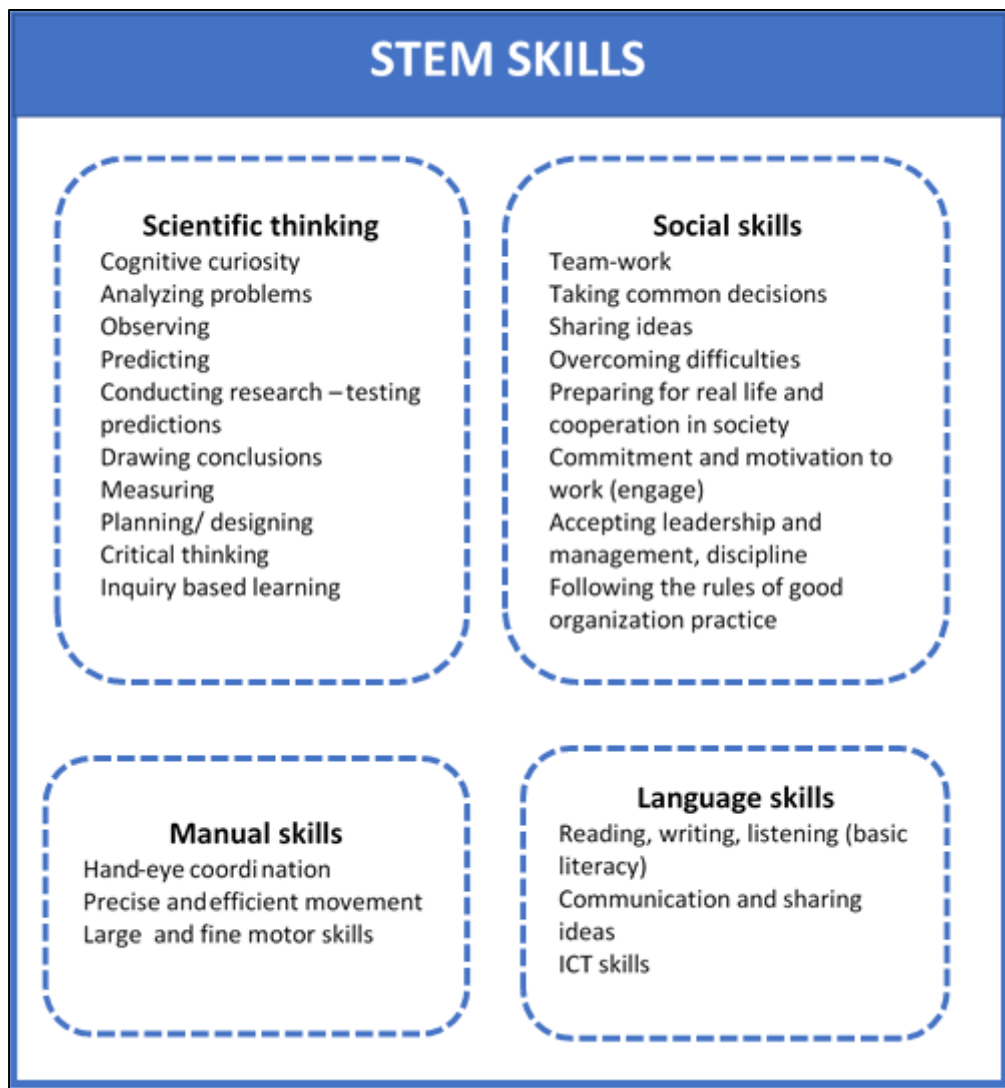 STEM SKILLS
Scientific thinking
Cognitive curiosity
Analyzing problems
Observing
Predicting
Conducting research – testing
predictions
Drawing conclusions
Measuring
Planning/ designing
Critical thinking
Inquiry based learning
Social skills
Team-work
Taking common decisions
Sharing ideas
Overcoming difficulties
Preparing for real life and
cooperation in society
Commitment and motivation to
work (engage)
Accepting leadership and
management, discipline
Following the rules of good
organization practice
Manual skills
Hand-eye coordination
Precise and efficient movement
Large and fine motor skills
Language skills
Reading, writing, listening (basic
literacy)
Communication and sharing
ideas
ICT skills